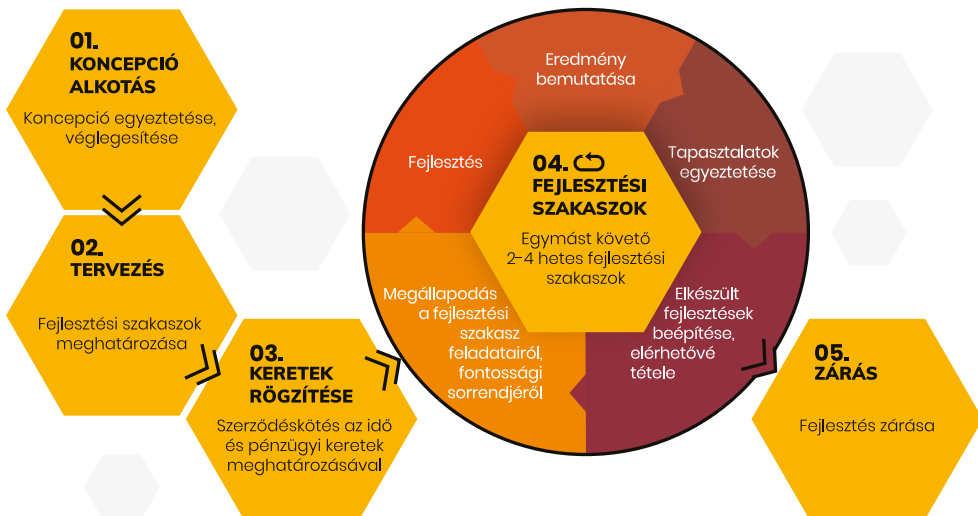 01.
KONCEPCIÓ
ALKOTÁS
Koncepció egyeztetése,
véglegesítése
02.
TERVEZÉS
Fejlesztési szakaszok
meghatározása
03.
KERETEK
RÖGZÍTÉSE
Szerződéskötés az idő
és pénzügyi keretek
meghatározásával
04.
FEJLESZTÉSI
SZAKASZOK
Egymást követő
2-4 hetes fejlesztési
szakaszok
Megállapodás
a fejlesztési
szakasz
feladatairól,
fontossági
sorrendjéről
Fejlesztés
Eredmény
bemutatása
Tapasztalatok
egyeztetése
Elkészült
fejlesztések
beépítése,
elérhetővé
tétele
05.
ZÁRÁS
Fejlesztés zárása